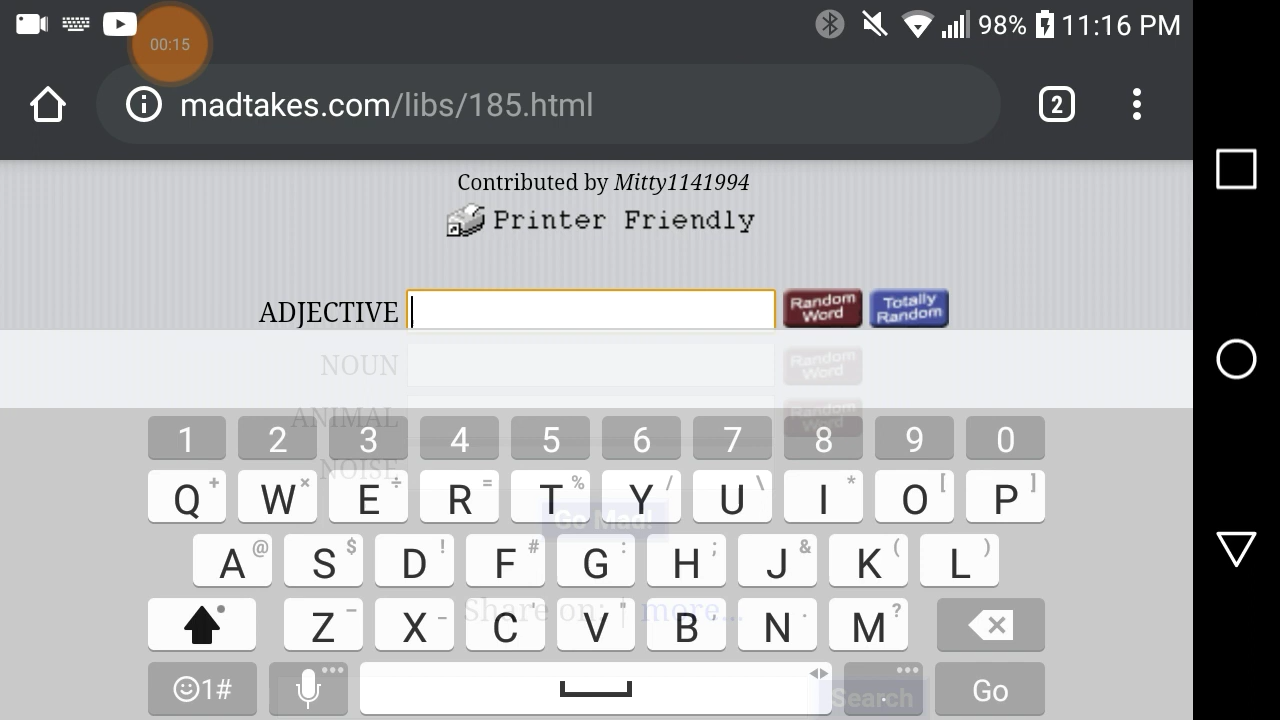 00:15
98% 11:16 PM
madtakes.com/libs/185.html
2
Contributed by Mitty1141994
Printer Friendly
ADJECTIVE
Random Word
Totally Random
NOUN
Random Word
ANIMAL
Random Word
NOISE
1 2 3 4 5 6 7 8 9 0
Q + W × E ÷ R = T % Y / U \ I * O [ P ]
Go Mad!
A @ S $ D ! F # G : H ; J & K ( L )
Share on: | more...
Z - X _ C ' V " B , N . M ?
1# ... ... . Go
Search